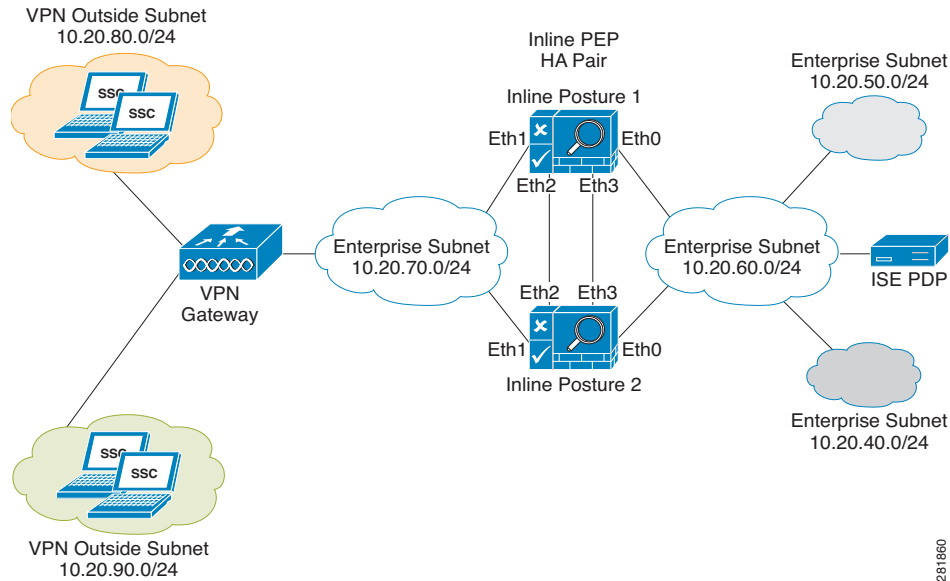 VPN Outside Subnet
10.20.80.0/24
SSC
SSC
Inline PEP
HA Pair
Inline Posture 1
Eth1
Eth0
Eth2
Eth3
Enterprise Subnet
10.20.50.0/24
VPN
Gateway
Enterprise Subnet
10.20.70.0/24
Enterprise Subnet
10.20.60.0/24
ISE PDP
Eth2
Eth3
Eth1
Eth0
Inline Posture 2
Enterprise Subnet
10.20.40.0/24
SSC
SSC
VPN Outside Subnet
10.20.90.0/24
281860